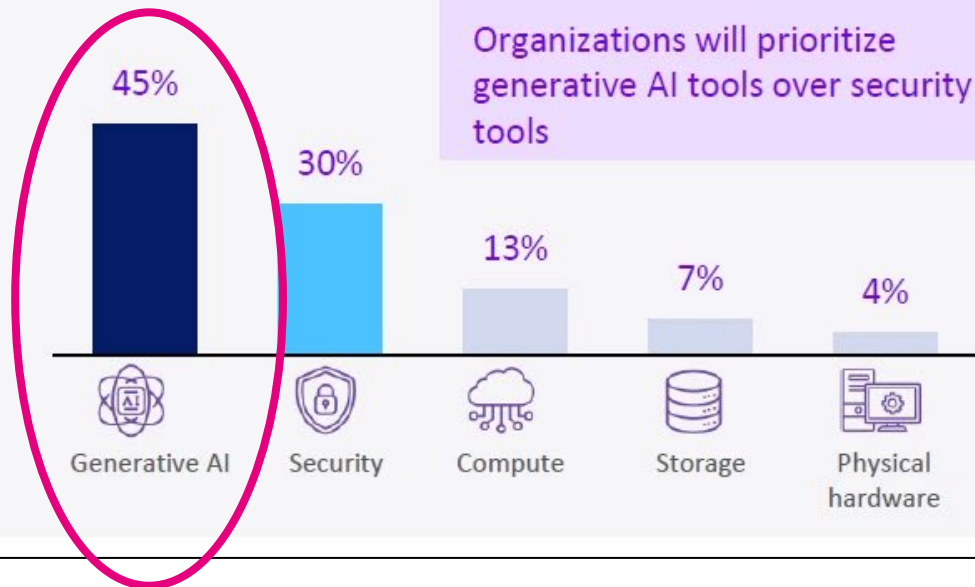 Organizations will prioritize
generative AI tools over security
tools
45%
30%
13%
7%
4%
AI
Generative AI
Security
Compute
Storage
Physical
hardware